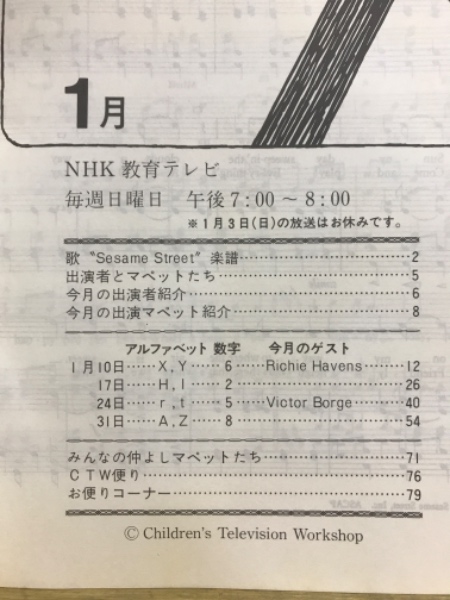 1月
NHK 教育テレビ
毎週日曜日 午後 7:00 ~ 8:00
※1月3日(日)の放送はお休みです。
歌 〝Sesame Street〟楽譜……………………………2
出演者とマペットたち……………………………5
今月の出演者紹介……………………………6
今月の出演マペット紹介……………………………8
アルファベット 数字 今月のゲスト
1月10日……X, Y……6……Richie Havens……12
17日……H, I……2……………………26
24日……r, t……5……Victor Borge………40
31日……A, Z……8……………………54
みんなの仲よしマペットたち……………………71
CTW便り……………………………76
お便りコーナー……………………………79
© Children's Television Workshop